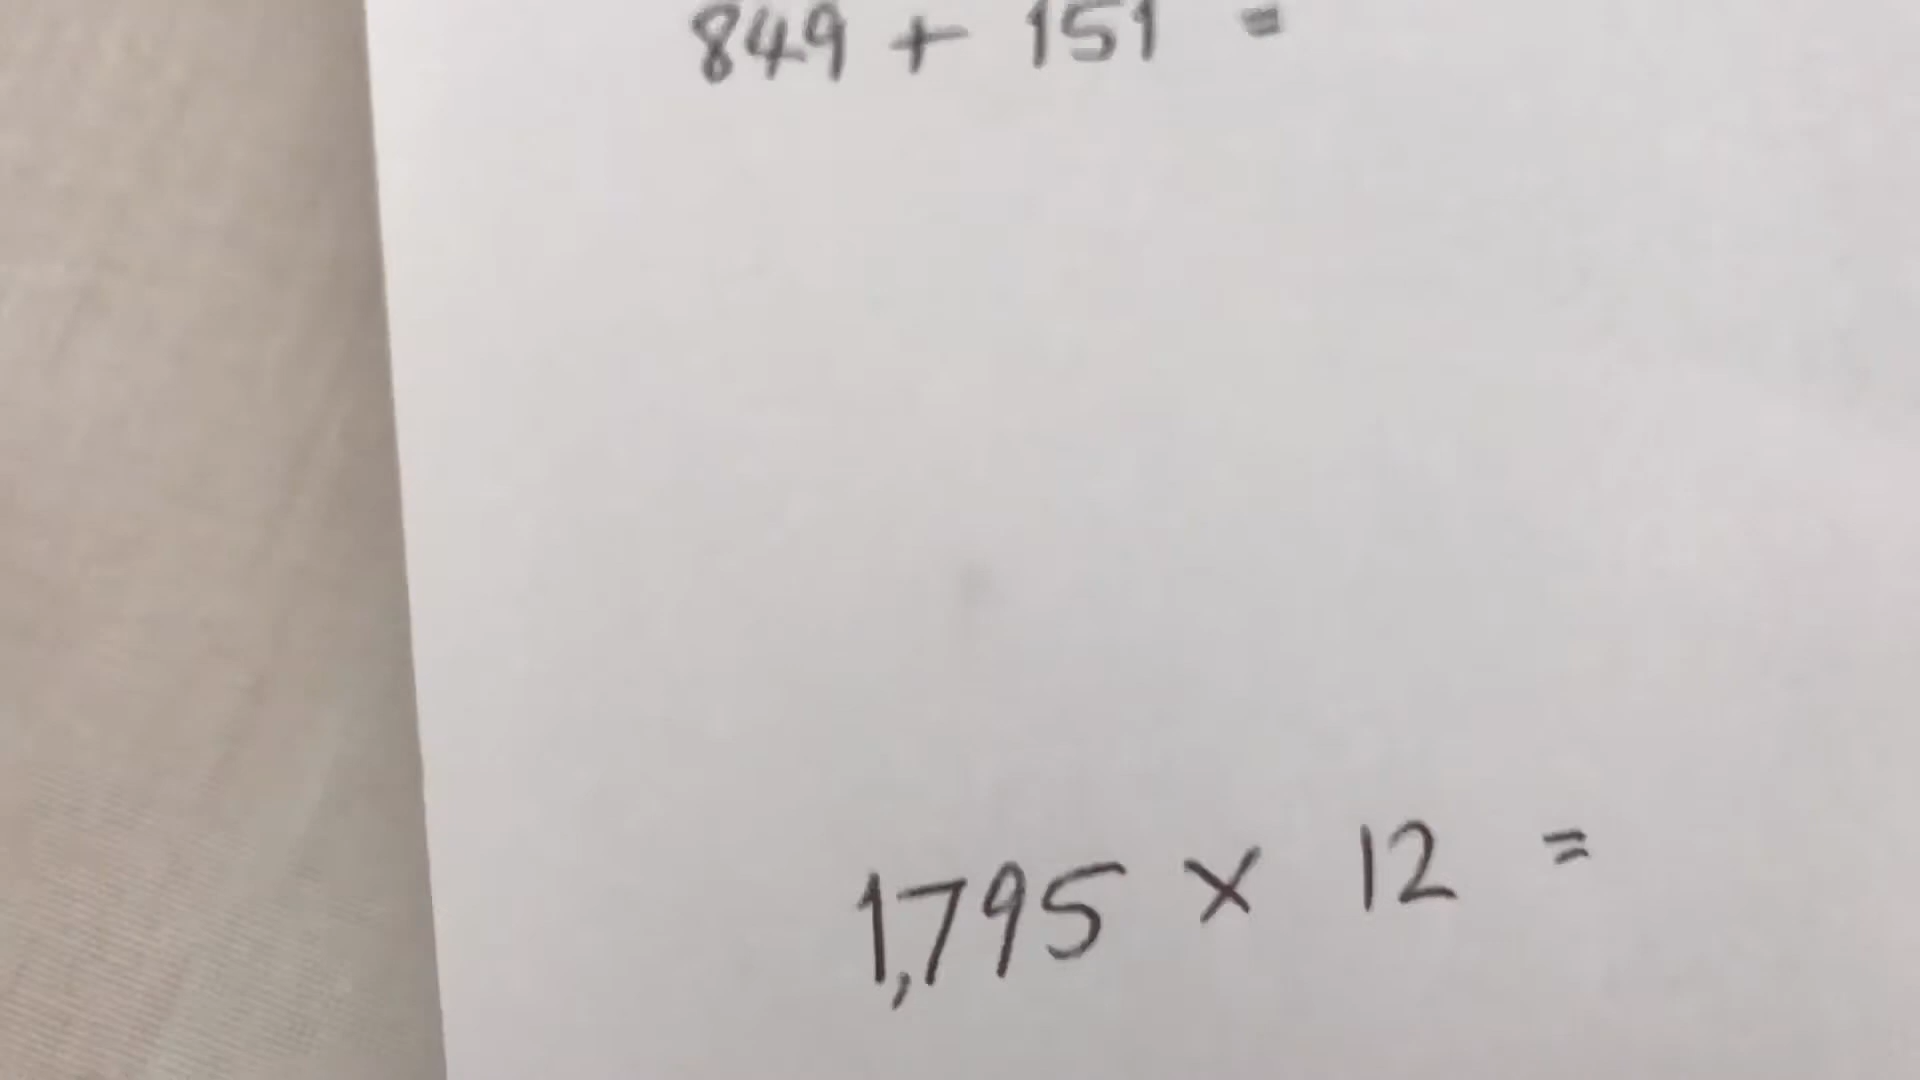 849 + 151 =
1,795 × 12 =